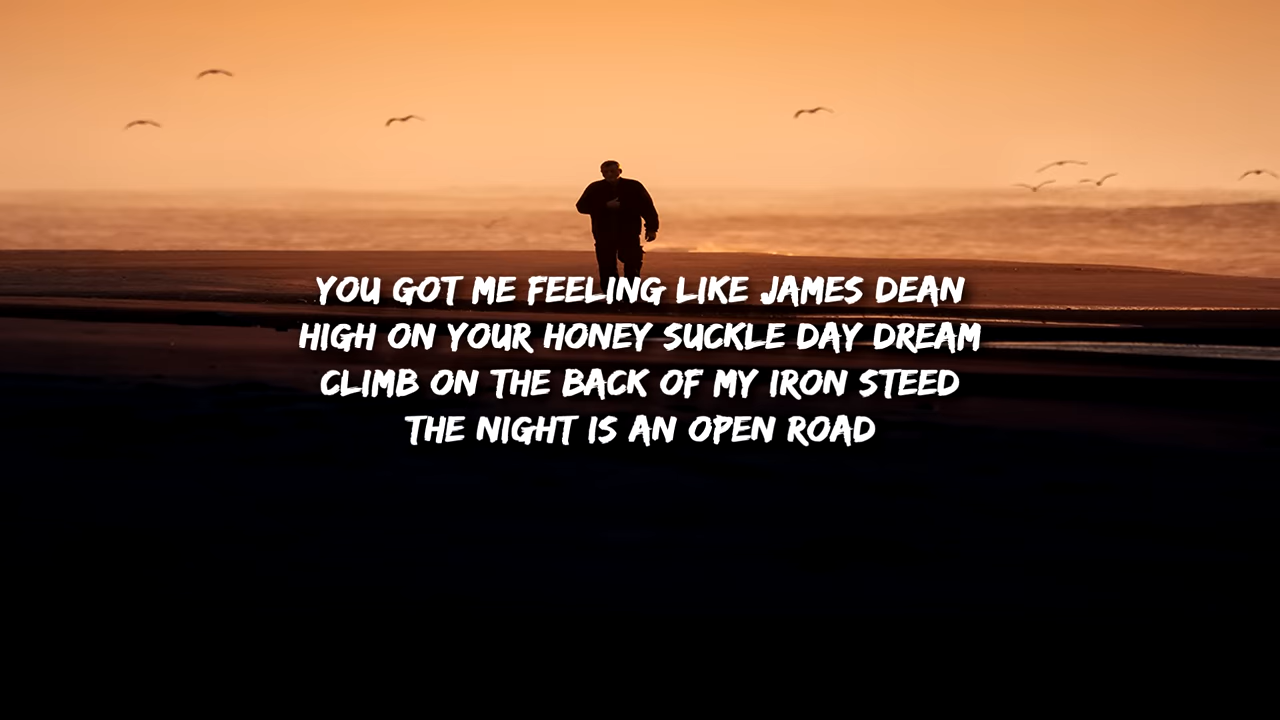 YOU GOT ME FEELING LIKE JAMES DEAN
HIGH ON YOUR HONEY SUCKLE DAY DREAM
CLIMB ON THE BACK OF MY IRON STEED
THE NIGHT IS AN OPEN ROAD